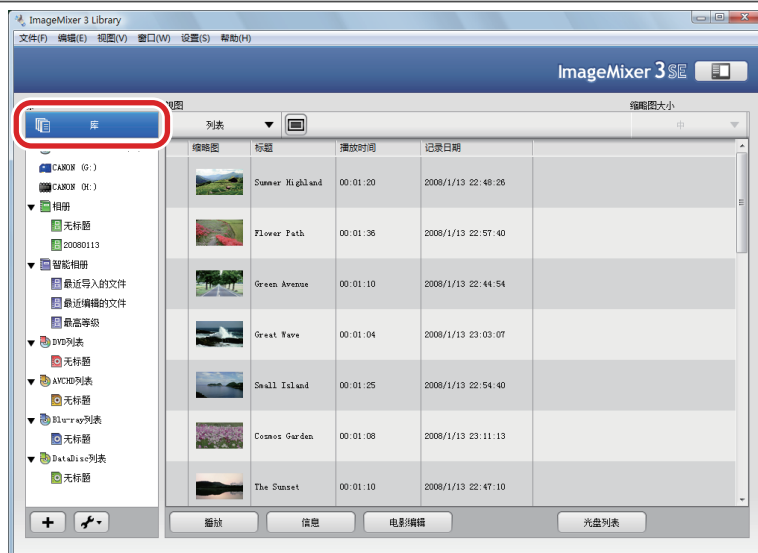 ImageMixer 3 Library
文件(F) 编辑(E) 视图(V) 窗口(W) 设置(S) 帮助(H)
ImageMixer 3 SE
视图
缩略图大小
库
列表
中
缩略图 标题 播放时间 记录日期
CANON (G:)
CANON (H:)
相册
无标题
20080113
智能相册
最近导入的文件
最近编辑的文件
最高等级
DVD列表
无标题
AVCHD列表
无标题
Blu-ray列表
无标题
DataDisc列表
无标题
Summer Highland 00:01:20 2008/1/13 22:48:26
Flower Path 00:01:36 2008/1/13 22:57:40
Green Avenue 00:01:10 2008/1/13 22:44:54
Great Wave 00:01:04 2008/1/13 23:03:07
Small Island 00:01:25 2008/1/13 22:54:40
Cosmos Garden 00:01:08 2008/1/13 23:11:13
The Sunset 00:01:10 2008/1/13 22:47:10
播放 信息 电影编辑 光盘列表